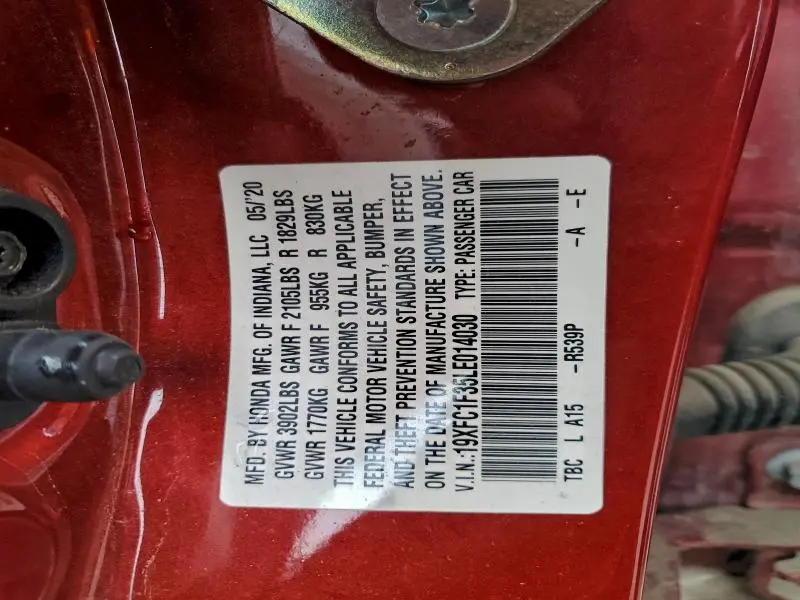 MFD. BY HONDA MFG. OF INDIANA, LLC 05/'20
GVWR 3902LBS GAWR F 2105LBS R 1829LBS
GVWR 1770KG GAWR F 955KG R 830KG
THIS VEHICLE CONFORMS TO ALL APPLICABLE
FEDERAL MOTOR VEHICLE SAFETY, BUMPER,
AND THEFT PREVENTION STANDARDS IN EFFECT
ON THE DATE OF MANUFACTURE SHOWN ABOVE.
V.I.N.:19XFC1F35LE014030 TYPE: PASSENGER CAR
TBC L A15 -R539P -A -E